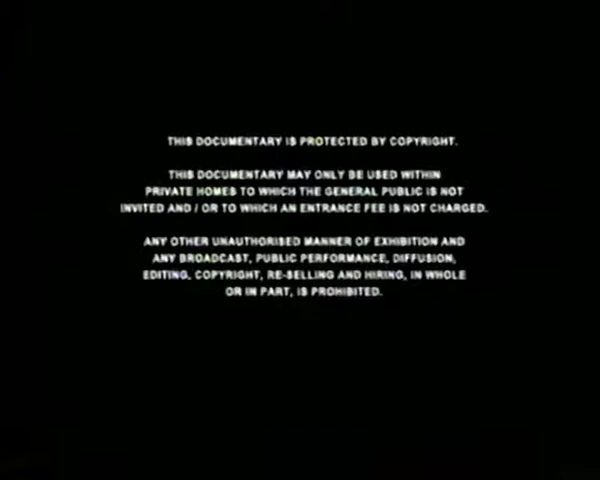 THIS DOCUMENTARY IS PROTECTED BY COPYRIGHT.
THIS DOCUMENTARY MAY ONLY BE USED WITHIN
PRIVATE HOMES TO WHICH THE GENERAL PUBLIC IS NOT
INVITED AND / OR TO WHICH AN ENTRANCE FEE IS NOT CHARGED.
ANY OTHER UNAUTHORISED MANNER OF EXHIBITION AND
ANY BROADCAST, PUBLIC PERFORMANCE, DIFFUSION,
EDITING, COPYRIGHT, RE-SELLING AND HIRING, IN WHOLE
OR IN PART, IS PROHIBITED.